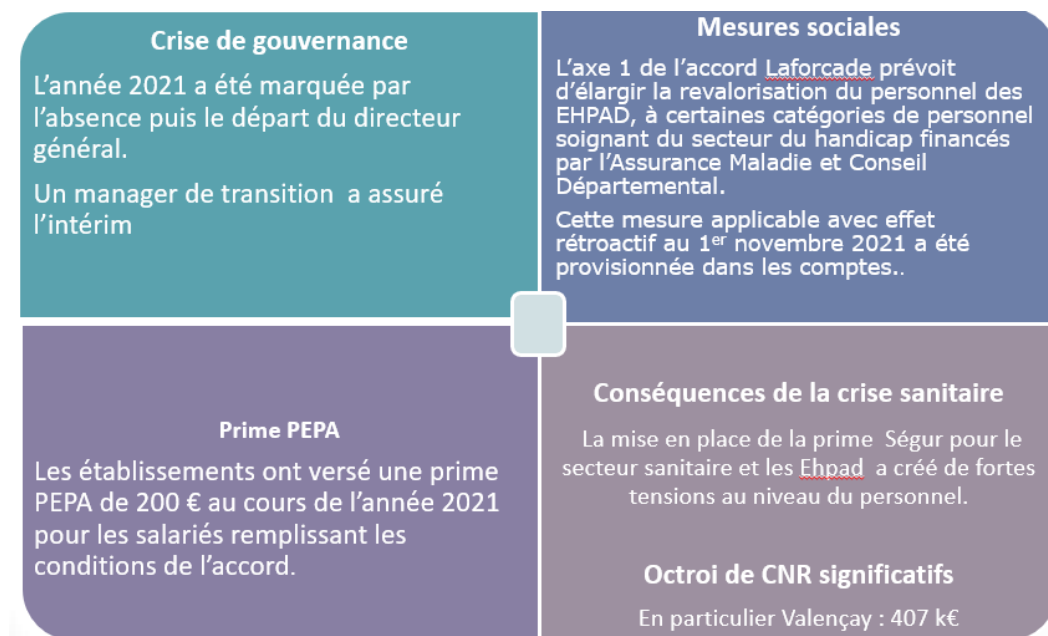 Crise de gouvernance
L’année 2021 a été marquée par
l’absence puis le départ du directeur
général.
Un manager de transition  a assuré
l’intérim
Mesures sociales
L’axe 1 de l’accord Laforcade prévoit
d’élargir la revalorisation du personnel des
EHPAD, à certaines catégories de personnel
soignant du secteur du handicap financés
par l’Assurance Maladie et Conseil
Départemental.
Cette mesure applicable avec effet
rétroactif au 1er novembre 2021 a été
provisionnée dans les comptes..
Prime PEPA
Les établissements ont versé une prime
PEPA de 200 € au cours de l’année 2021
pour les salariés remplissant les
conditions de l’accord.
Conséquences de la crise sanitaire
La mise en place de la prime  Ségur pour le
secteur sanitaire et les Ehpad  a créé de fortes
tensions au niveau du personnel.
Octroi de CNR significatifs
En particulier Valençay : 407 k€